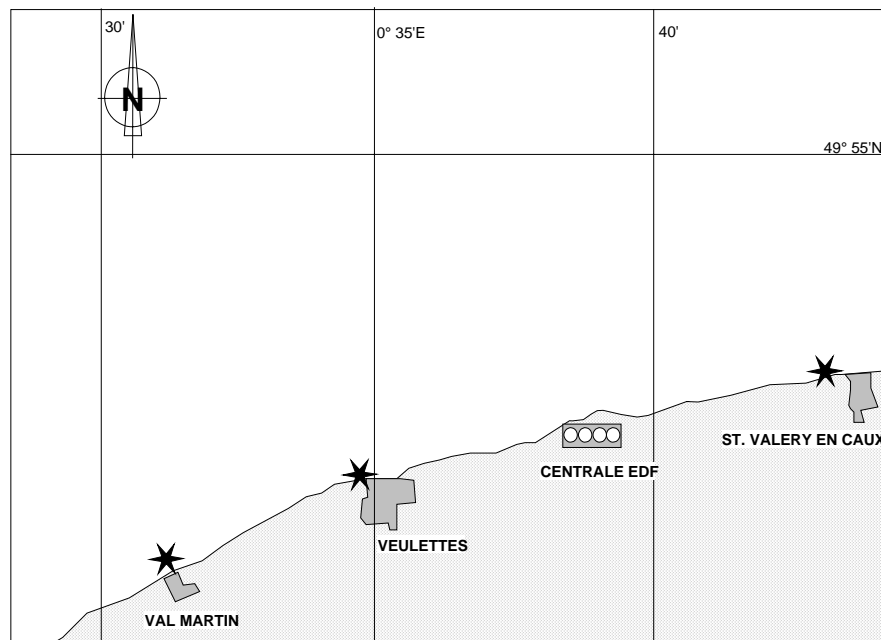 30'
0° 35'E
40'
N
49° 55'N
ST. VALERY EN CAUX
CENTRALE EDF
VEULETTES
VAL MARTIN